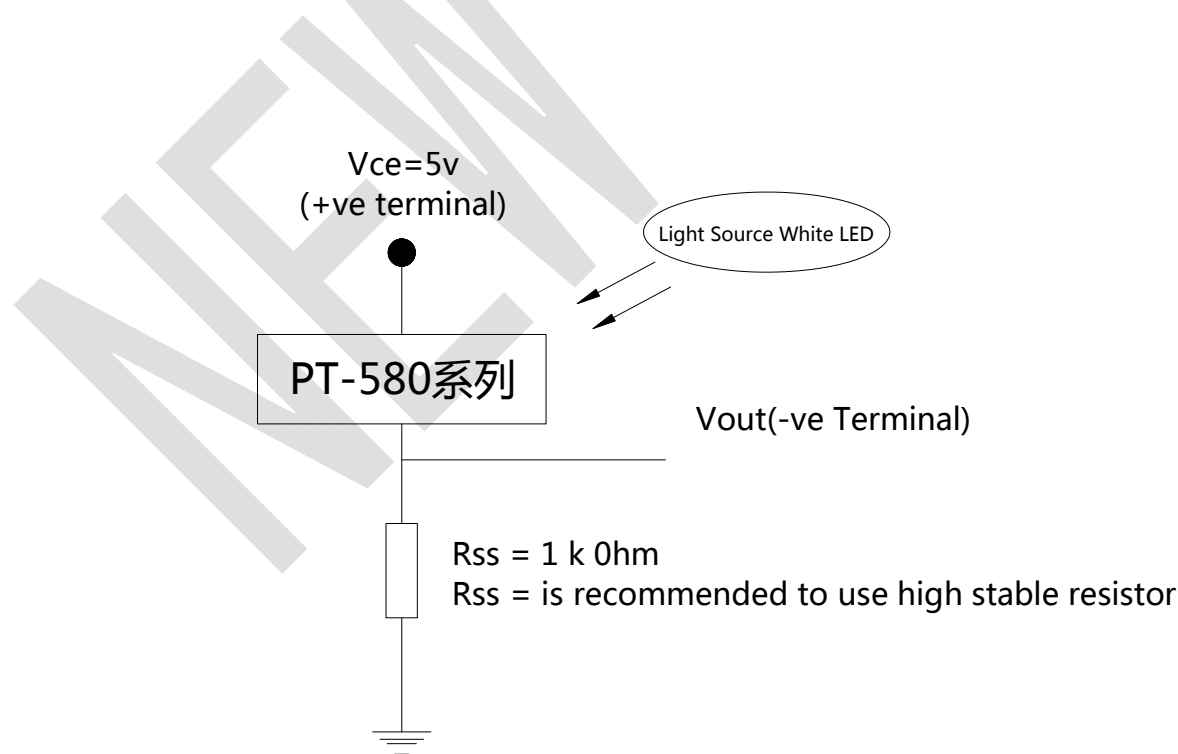 NEW
Vce=5v
(+ve terminal)
Light Source White LED
PT-580系列
Vout(-ve Terminal)
Rss = 1 k 0hm
Rss = is recommended to use high stable resistor